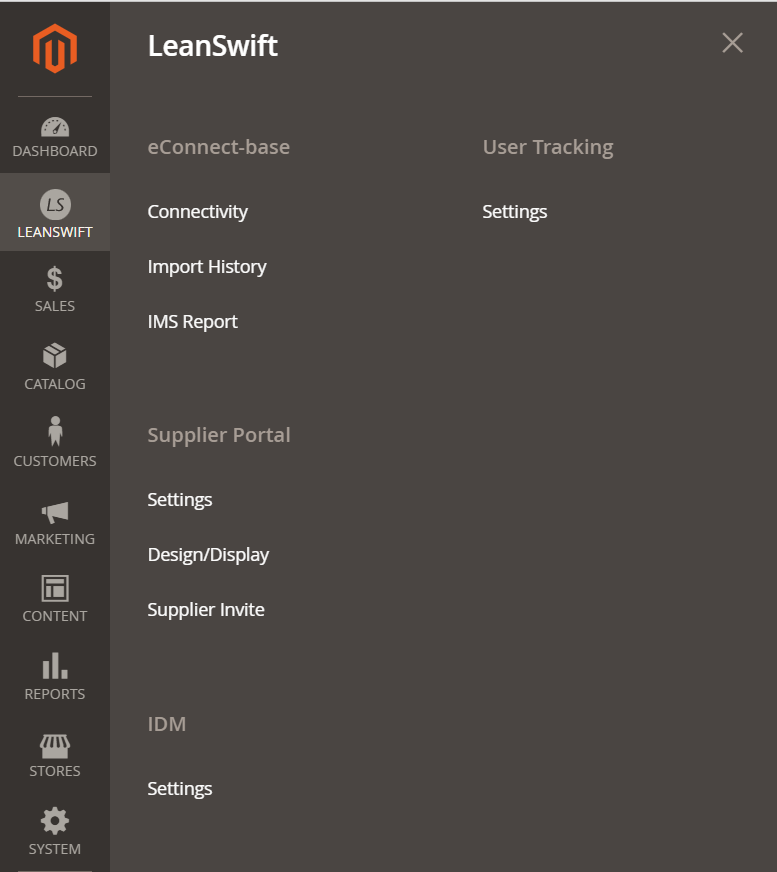 DASHBOARD
LS
LEANSWIFT
SALES
CATALOG
CUSTOMERS
MARKETING
CONTENT
REPORTS
STORES
SYSTEM
LeanSwift
eConnect-base
Connectivity
Import History
IMS Report
Supplier Portal
Settings
Design/Display
Supplier Invite
IDM
Settings
User Tracking
Settings